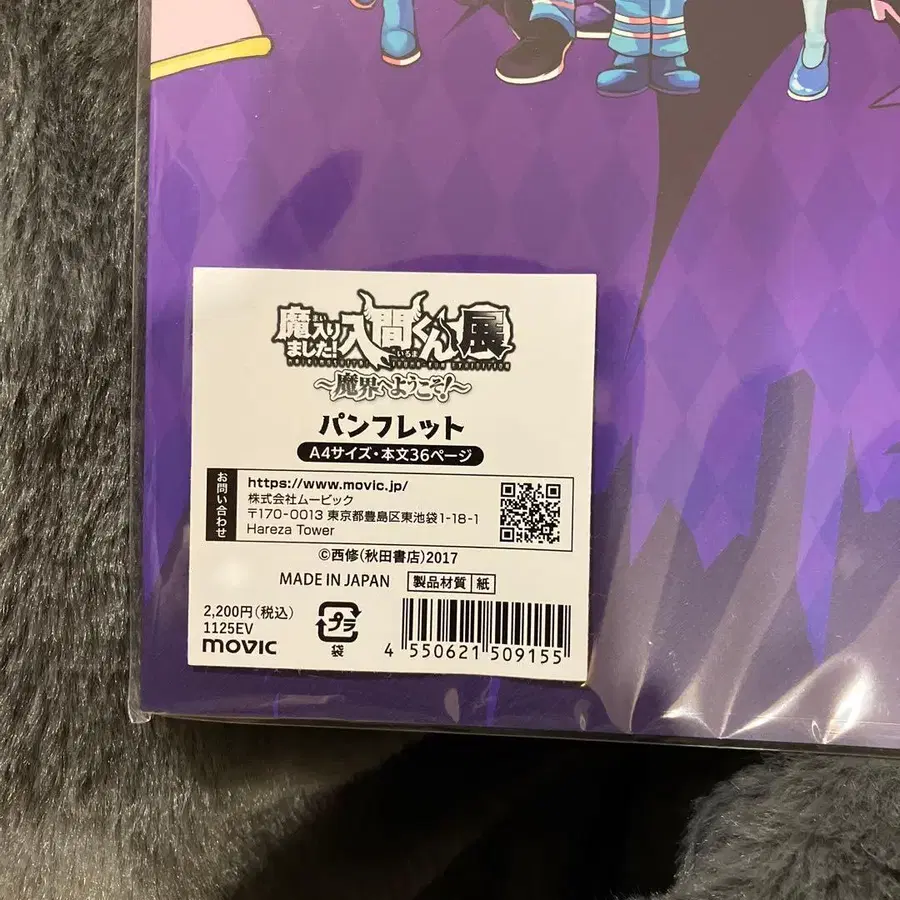 魔入りました!入間くん展
～魔界へようこそ!～
パンフレット
A4サイズ・本文36ページ
お問い合わせ
https://www.movic.jp/
株式会社ムービック
〒170-0013 東京都豊島区東池袋1-18-1
Hareza Tower
©西修(秋田書店)2017
MADE IN JAPAN 製品材質 紙
2,200円(税込)
1125EV
movic
プラ
袋
4 550621 509155